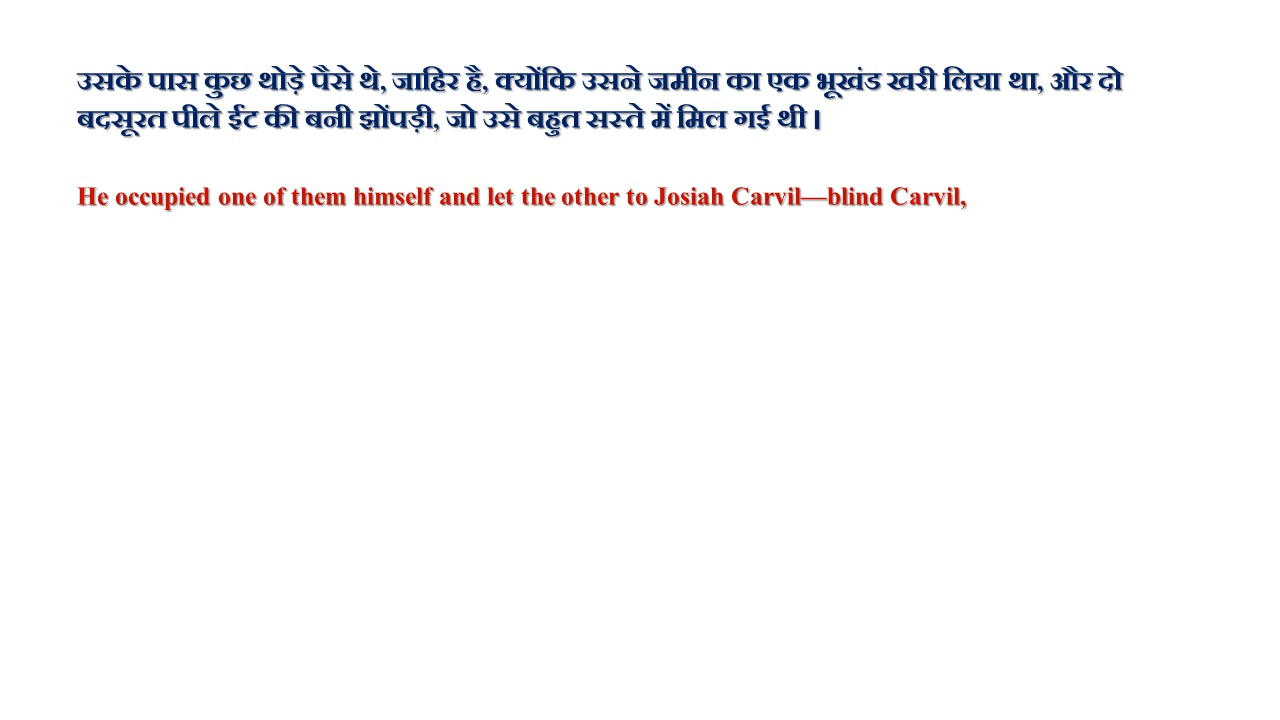 उसके पास कुछ थोड़े पैसे थे, जाहिर है, क्योंकि उसने जमीन का एक भूखंड खरी लिया था, और दो
बदसूरत पीले ईट की बनी झोंपड़ी, जो उसे बहुत सस्ते में मिल गई थी।
He occupied one of them himself and let the other to Josiah Carvil—blind Carvil,